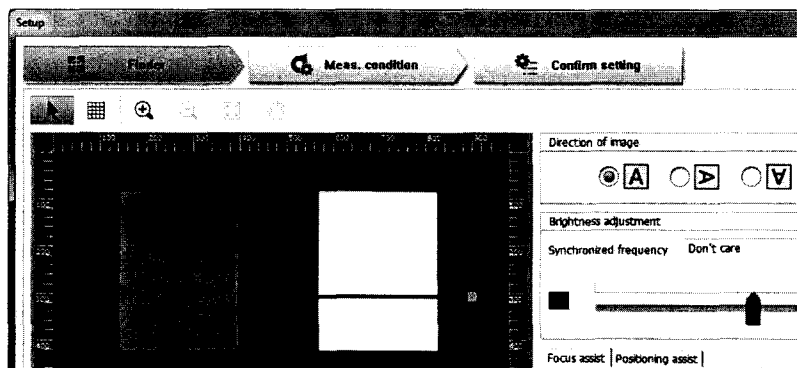 Setup
Finder
Meas. condition
Confirm setting
Direction of image
A A A
Brightness adjustment
Synchronized frequency Don't care
Focus assist Positioning assist